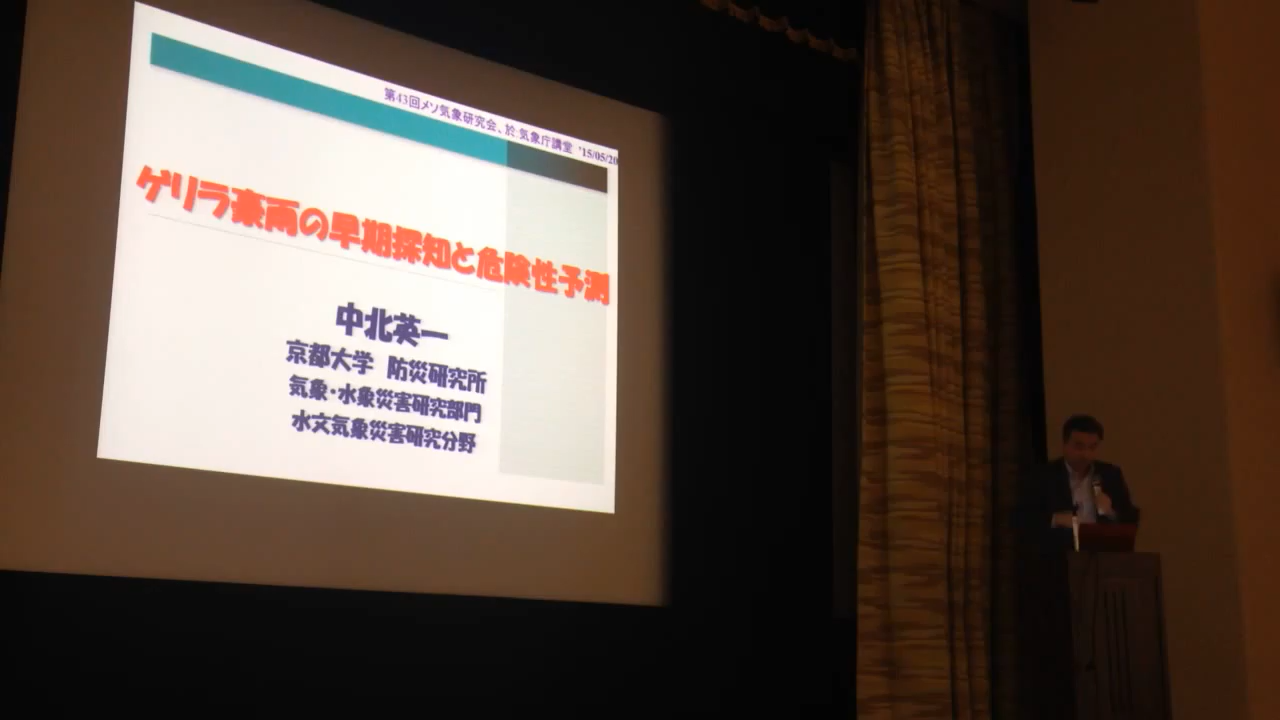 第43回メソ気象研究会、於:気象庁講堂 '15/05/20
ゲリラ豪雨の早期探知と危険性予測
中北英一
京都大学 防災研究所
気象・水象災害研究部門
水文気象災害研究分野